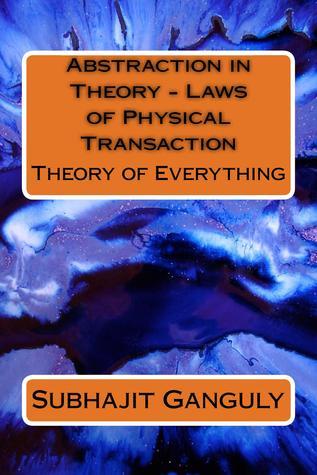 Abstraction in
Theory - Laws
of Physical
Transaction
Theory of Everything
Subhajit Ganguly